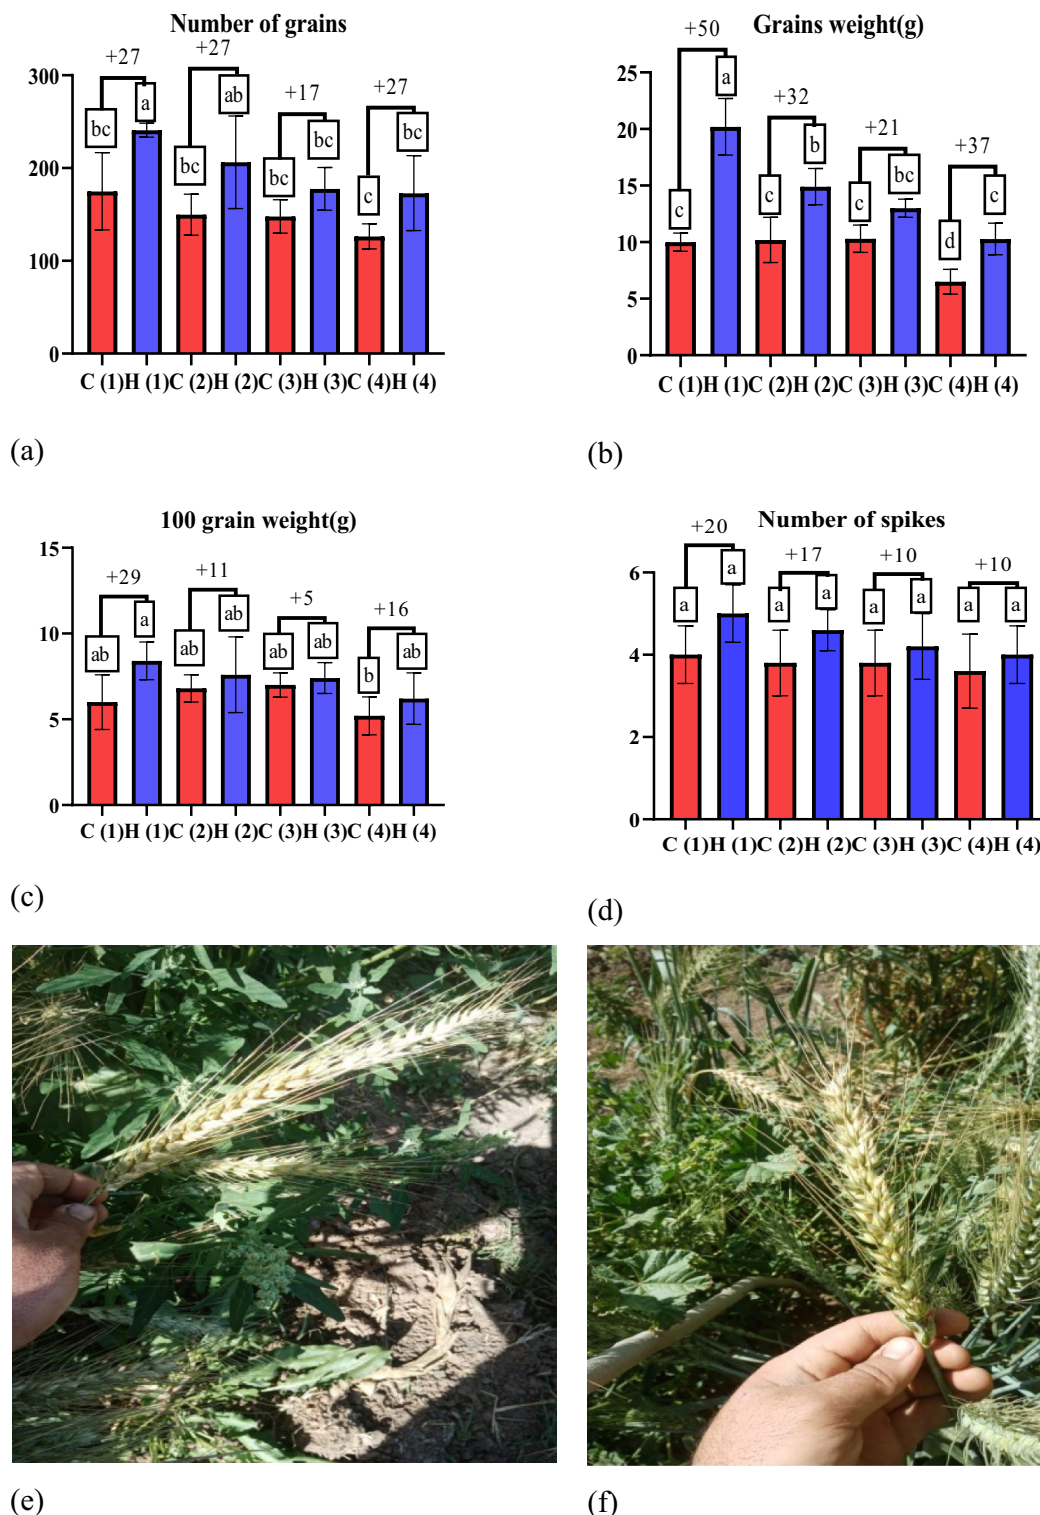 Number of grains
+27 +27 +17 +27
300
200
100
0
bc a bc ab bc bc c bc
C (1) H (1) C (2) H (2) C (3) H (3) C (4) H (4)
(a)
Grains weight(g)
+50 +32 +21 +37
25
20
15
10
5
0
c a c b c bc d c
C (1) H (1) C (2) H (2) C (3) H (3) C (4) H (4)
(b)
100 grain weight(g)
+29 +11 +5 +16
15
10
5
0
ab a ab ab ab ab b ab
C (1) H (1) C (2) H (2) C (3) H (3) C (4) H (4)
(c)
Number of spikes
+20 +17 +10 +10
6
4
2
0
a a a a a a a a
C (1) H (1) C (2) H (2) C (3) H (3) C (4) H (4)
(d)
(e)
(f)